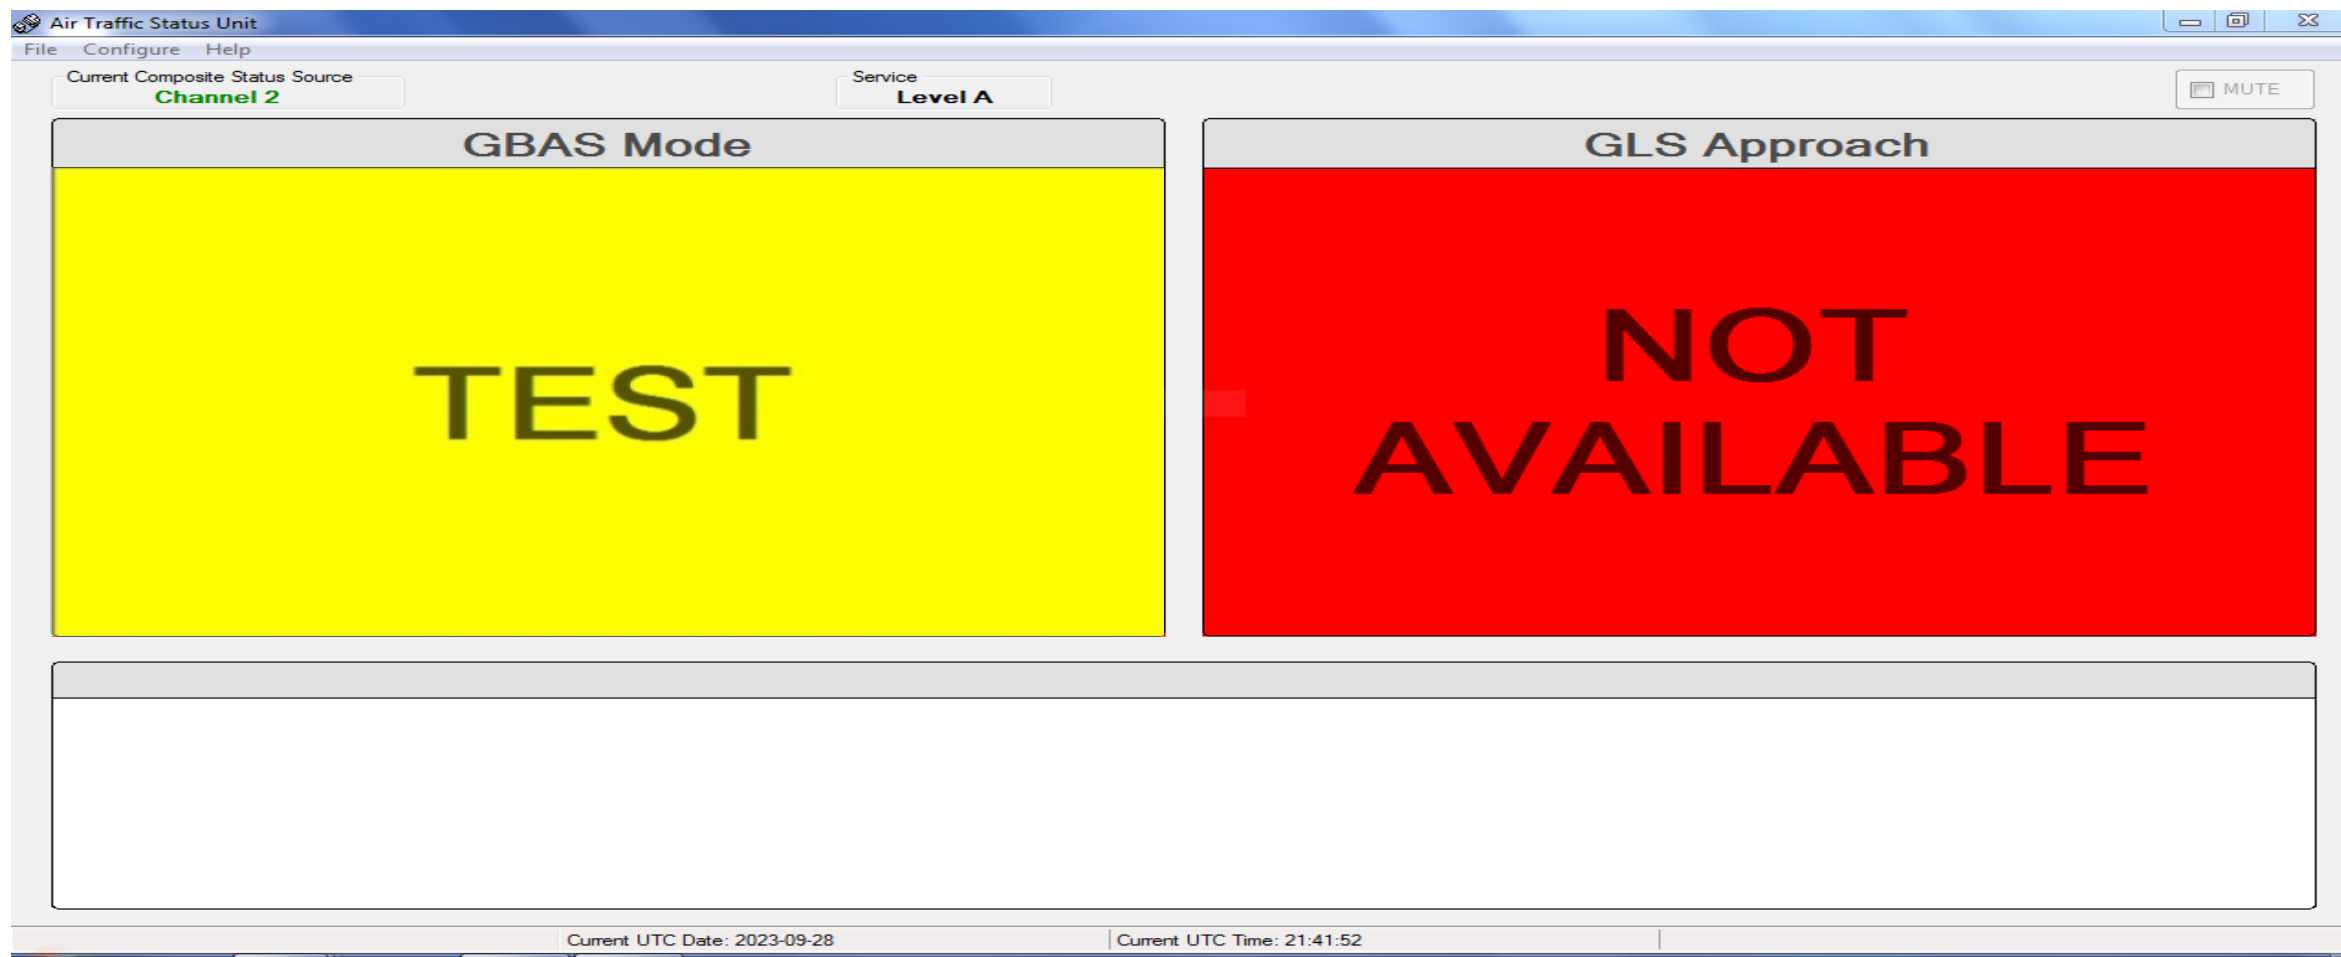 Air Traffic Status Unit
File Configure Help
Current Composite Status Source
Channel 2
Service
Level A
MUTE
GBAS Mode
GLS Approach
TEST
NOT
AVAILABLE
Current UTC Date: 2023-09-28
Current UTC Time: 21:41:52